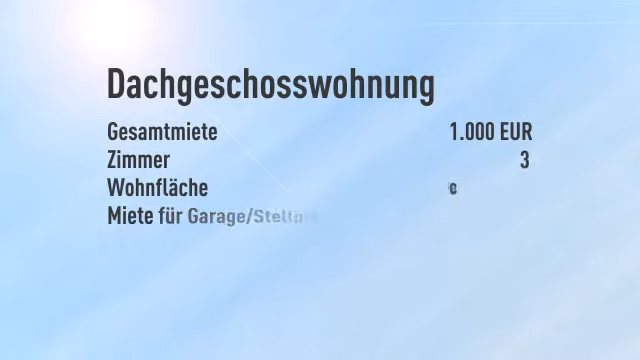 Dachgeschosswohnung
Gesamtmiete 1.000 EUR
Zimmer 3
Wohnfläche
Miete für Garage/